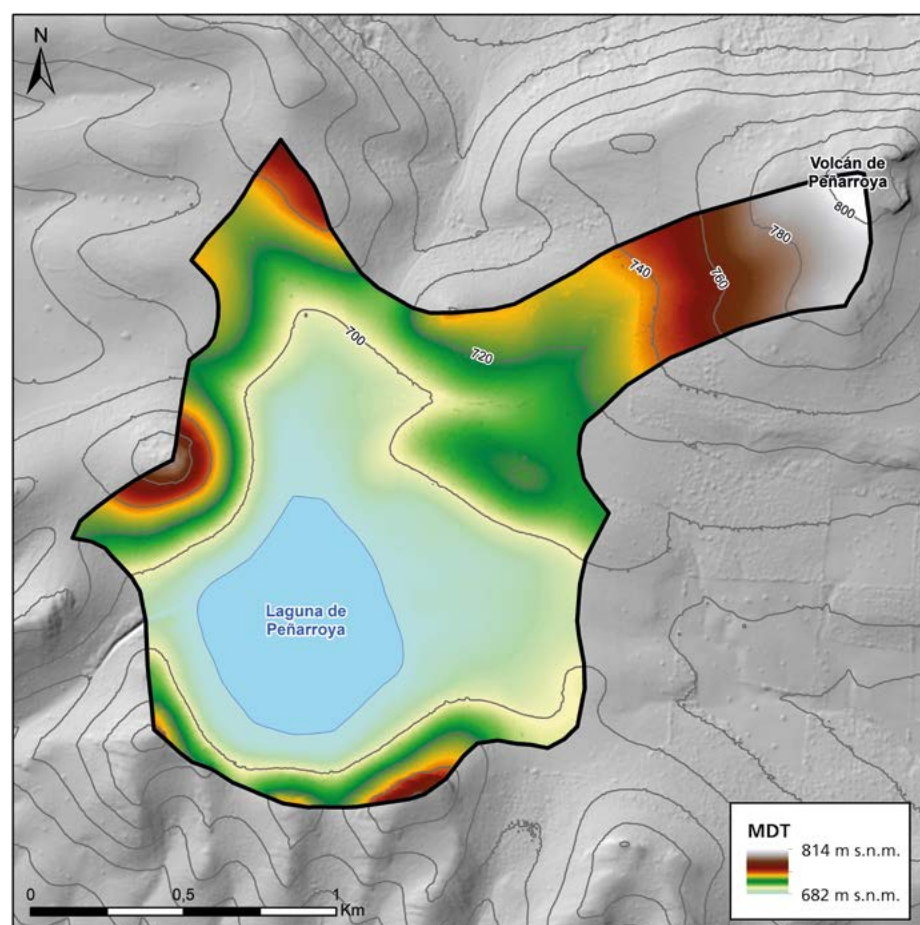 N
Volcán de
Peñarroya
800
780
740
760
700
720
Laguna de
Peñarroya
MDT
814 m s.n.m.
682 m s.n.m.
0 0,5 1
Km